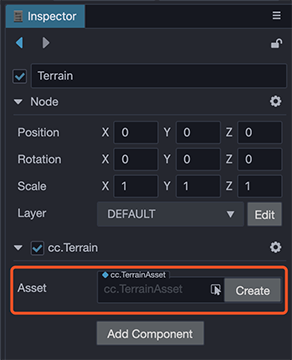 Inspector
Terrain
Node
Position X 0 Y 0 Z 0
Rotation X 0 Y 0 Z 0
Scale X 1 Y 1 Z 1
Layer DEFAULT Edit
cc.Terrain
cc.TerrainAsset
Asset cc.TerrainAsset Create
Add Component